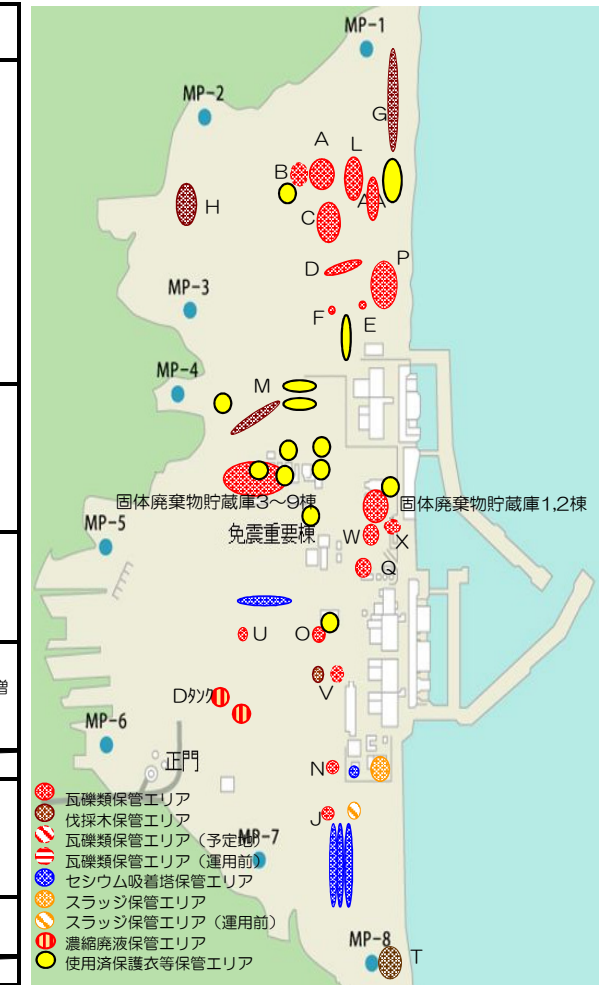 MP-1
MP-2
G
A
L
B
AA
H
C
D
P
MP-3
F
E
MP-4
M
固体廃棄物貯蔵庫3～9棟
固体廃棄物貯蔵庫1,2棟
MP-5
免震重要棟
W
X
Q
U
O
増
V
Dﾀﾝｸ
MP-6
正門
N
瓦礫類保管エリア
伐採木保管エリア
J
瓦礫類保管エリア（予定地）
MP-7
瓦礫類保管エリア（運用前）
セシウム吸着塔保管エリア
スラッジ保管エリア
スラッジ保管エリア（運用前）
濃縮廃液保管エリア
MP-8
T
使用済保護衣等保管エリア